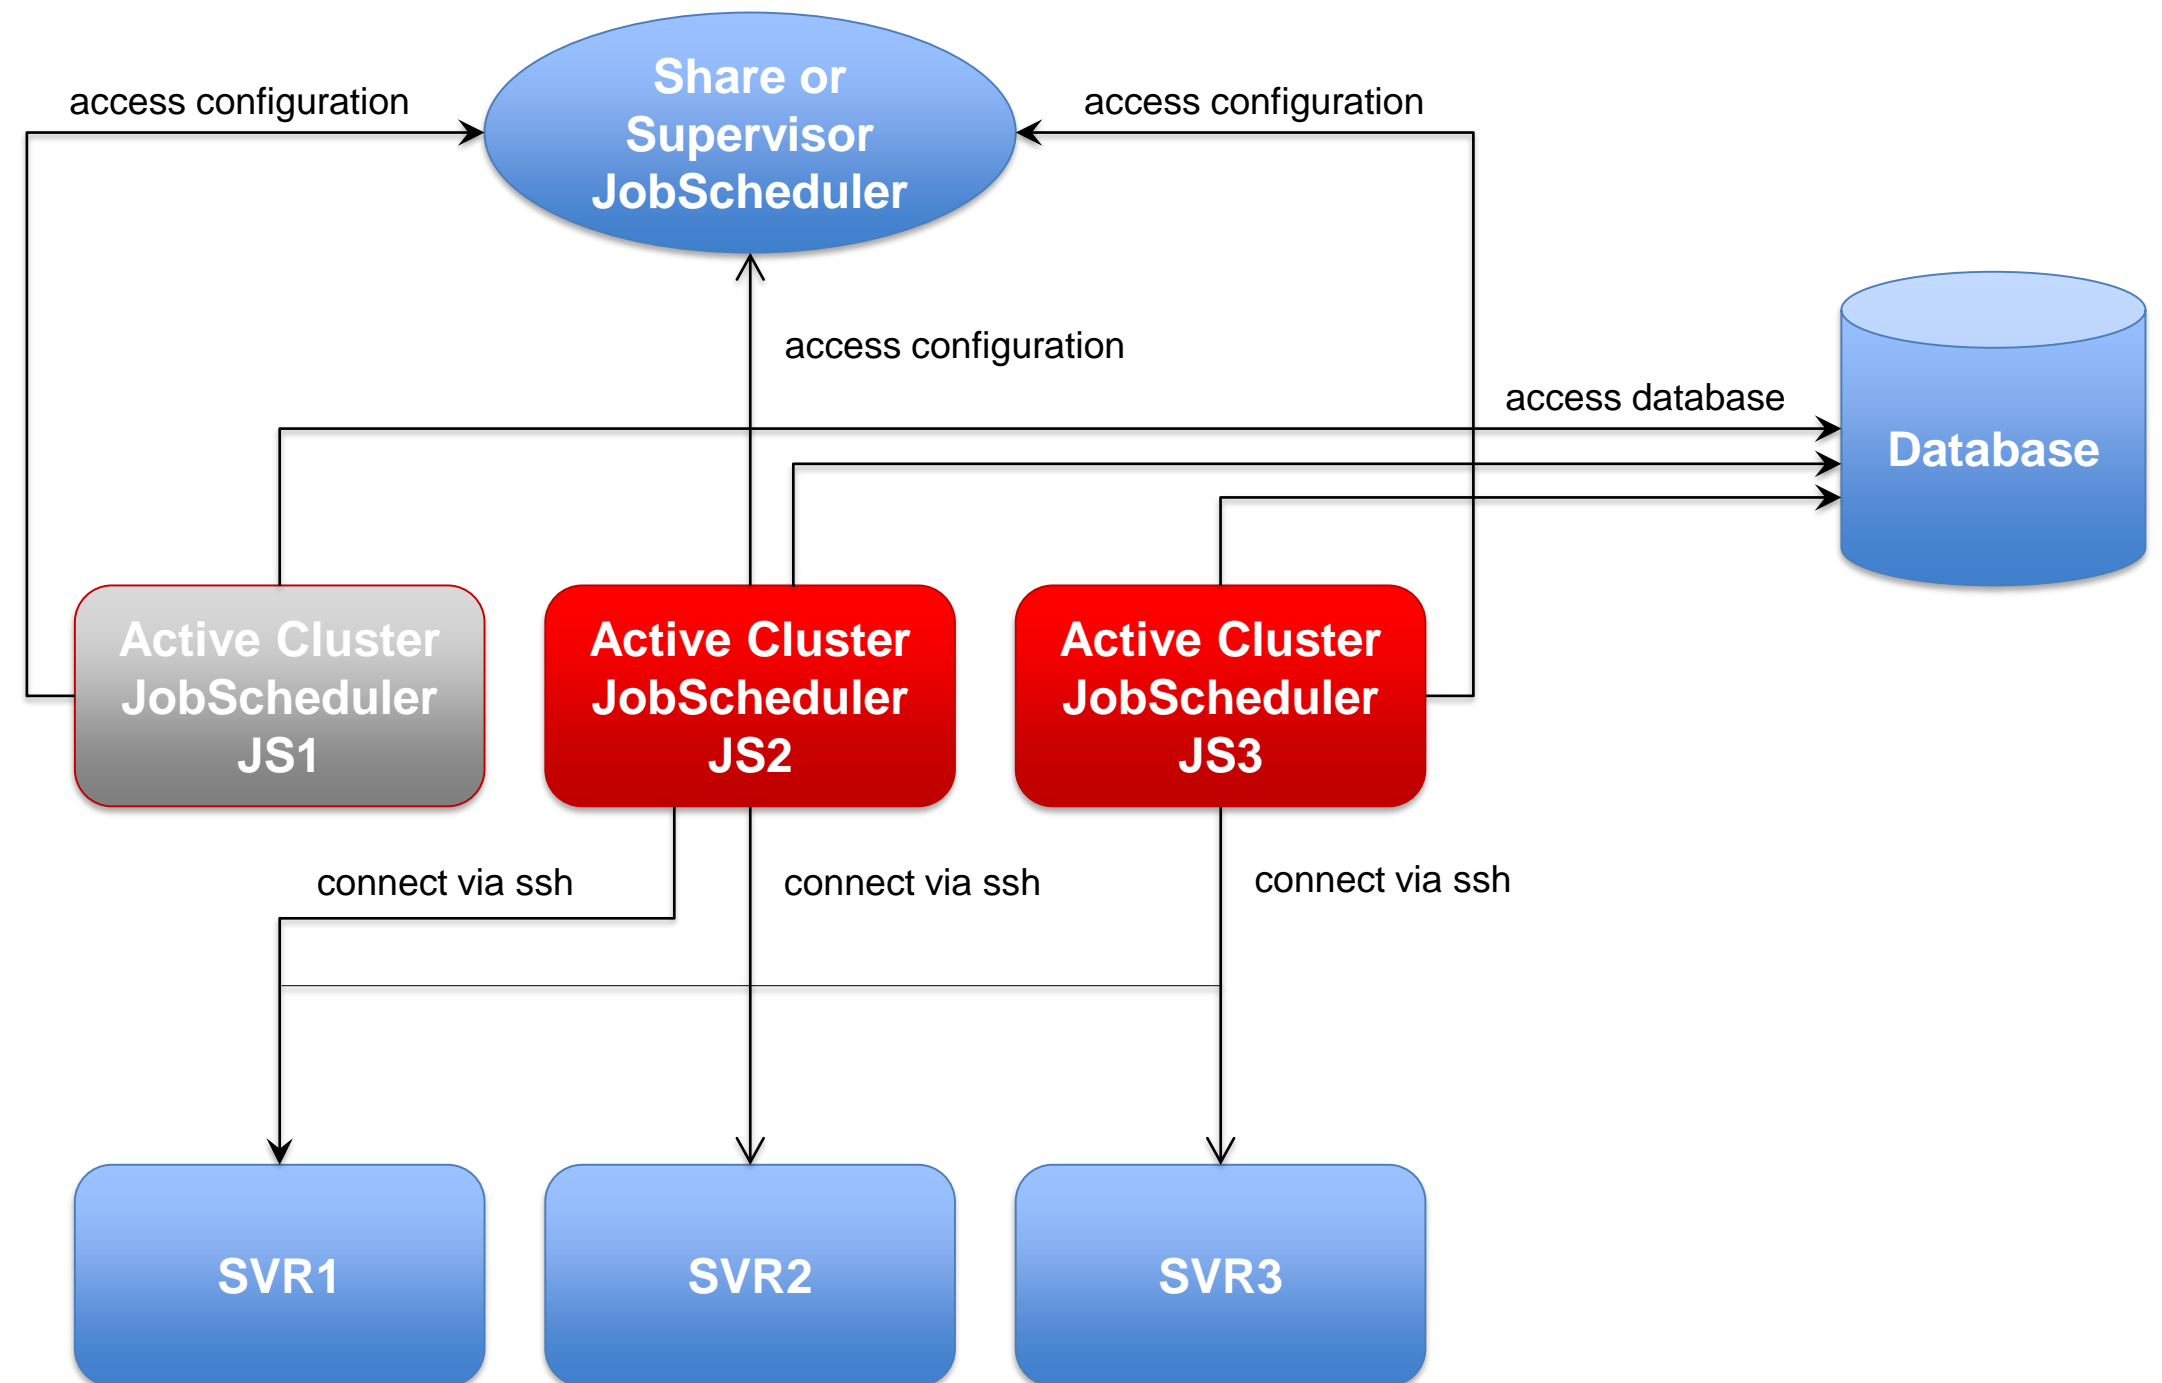 Share or
Supervisor
JobScheduler
access configuration
access configuration
access configuration
access database
Database
Active Cluster
JobScheduler
JS1
Active Cluster
JobScheduler
JS2
Active Cluster
JobScheduler
JS3
connect via ssh
connect via ssh
connect via ssh
SVR1
SVR2
SVR3